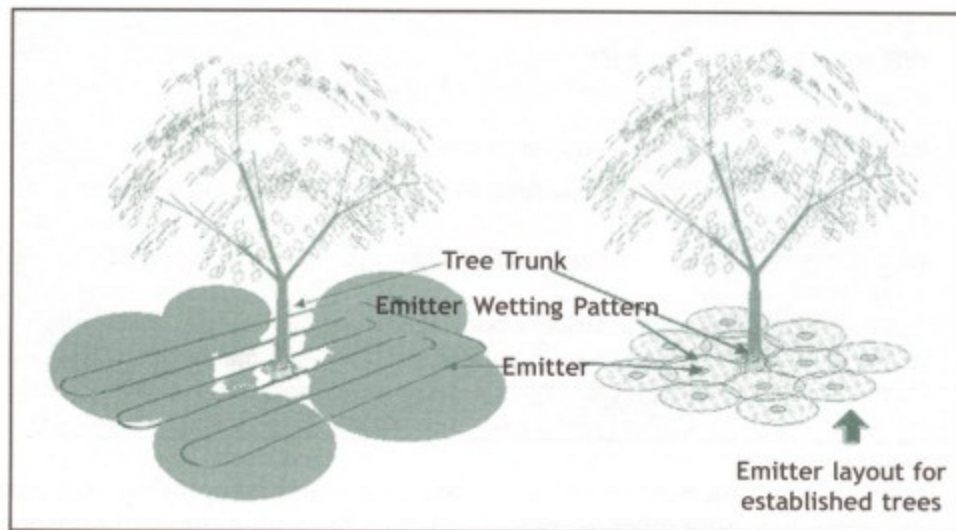 Tree Trunk
Emitter Wetting Pattern
Emitter
Emitter layout for
established trees